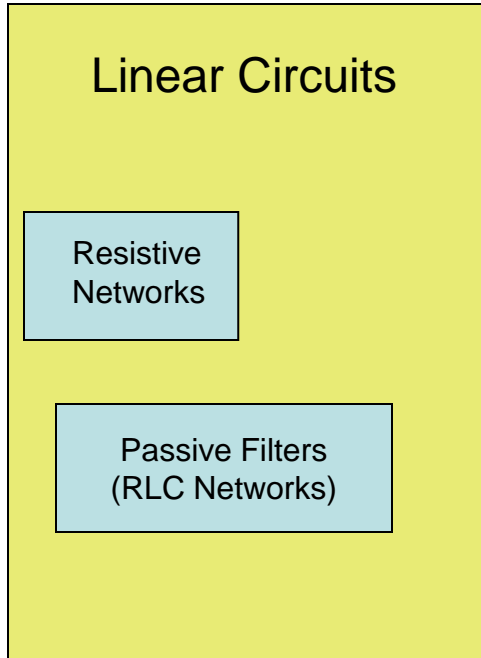 Linear Circuits
Resistive
Networks
Passive Filters
(RLC Networks)